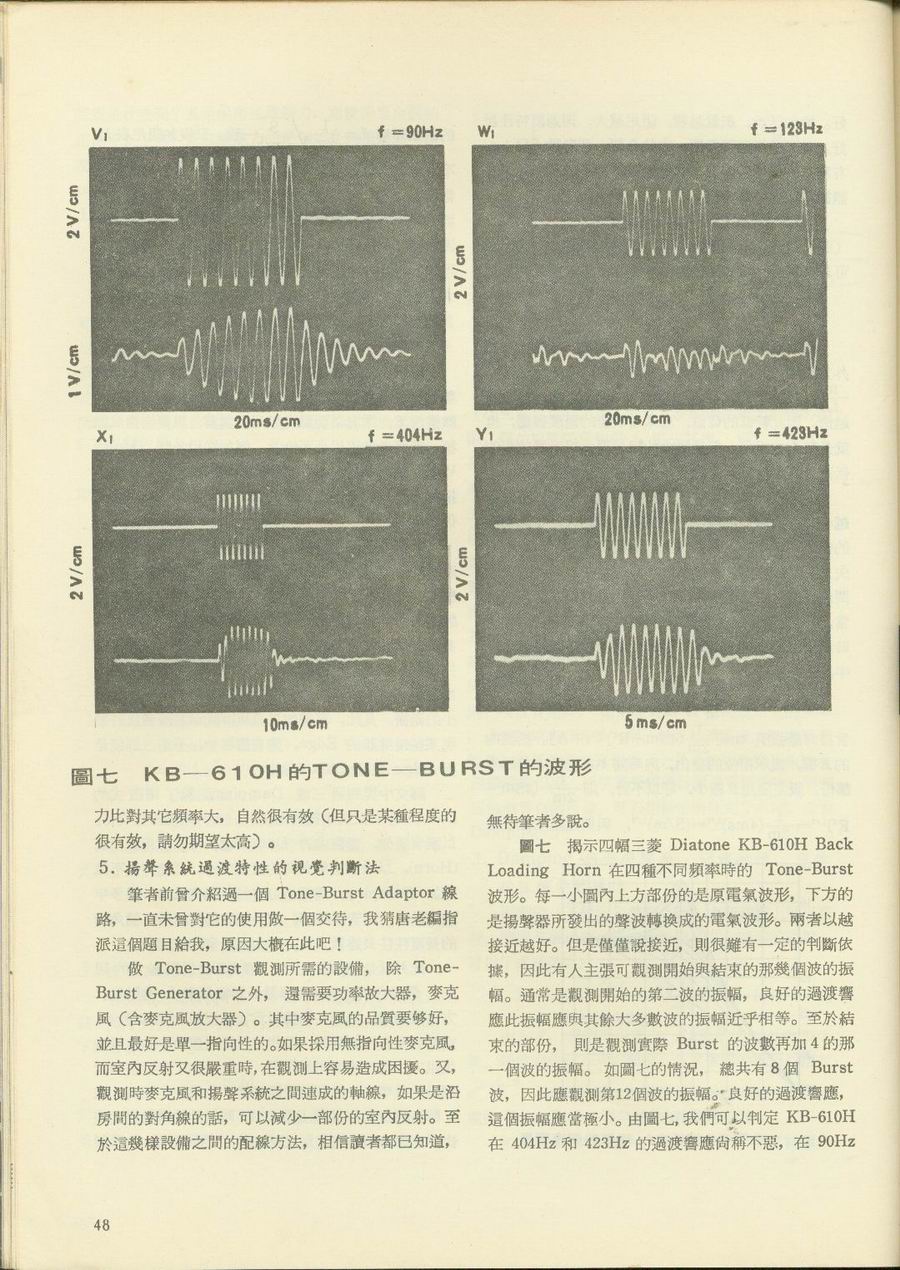 V₁ f =90Hz
2 V/cm
1 V/cm
20ms/cm
W₁ f =123Hz
2 V/cm
20ms/cm
X₁ f =404Hz
2 V/cm
10ms/cm
Y₁ f =423Hz
2 V/cm
5ms/cm
圖七 KB—610H的TONE—BURST的波形
力比對其它頻率大，自然很有效（但只是某種程度的
很有效，請勿期望太高）。
5．揚聲系統過渡特性的視覺判斷法
筆者前曾介紹過一個 Tone-Burst Adaptor 線
路，一直未曾對它的使用做一個交待，我猜唐老編指
派這個題目給我，原因大概在此吧！
做 Tone-Burst 觀測所需的設備，除 Tone-
Burst Generator 之外，還需要功率故大器，麥克
風（含麥克風放大器）。其中麥克風的品質要够好，
並且最好是單一指向性的。如果採用無指向性麥克風，
而室內反射又很嚴重時，在觀測上容易造成困擾。又，
觀測時麥克風和揚聲系統之間連成的軸線，如果是沿
房間的對角線的話，可以減少一部份的室內反射。至
於這幾樣設備之間的配線方法，相信讀者都已知道，
無待筆者多說。
圖七 揭示四幅三菱 Diatone KB-610H Back
Loading Horn 在四種不同頻率時的 Tone-Burst
波形。每一小圖內上方部份的是原電氣波形，下方的
是揚聲器所發出的聲波轉換成的電氣波形。兩者以越
接近越好。但是僅僅說接近，則很難有一定的判斷依
據，因此有人主張可觀測開始與結束的那幾個波的振
幅。通常是觀測開始的第二波的振幅，良好的過渡響
應此振幅應與其餘大多數波的振幅近乎相等。至於結
束的部份，則是觀測實際 Burst 的波數再加 4 的那
一個波的振幅。如圖七的情況，總共有 8 個 Burst
波，因此應觀測第12個波的振幅。良好的過渡響應，
這個振幅應當極小。由圖七，我們可以判定 KB-610H
在 404Hz 和 423Hz 的過渡響應尙稱不惡，在 90Hz
48